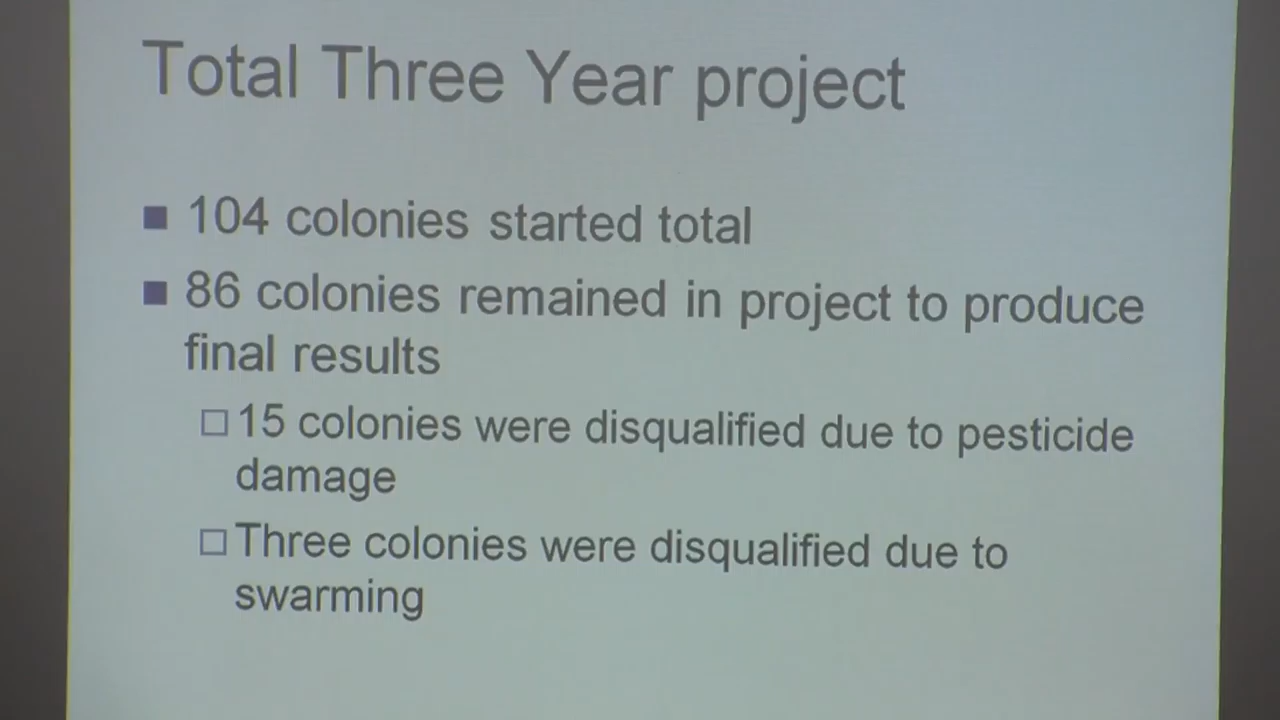 Total Three Year project
104 colonies started total
86 colonies remained in project to produce
final results
15 colonies were disqualified due to pesticide
damage
Three colonies were disqualified due to
swarming